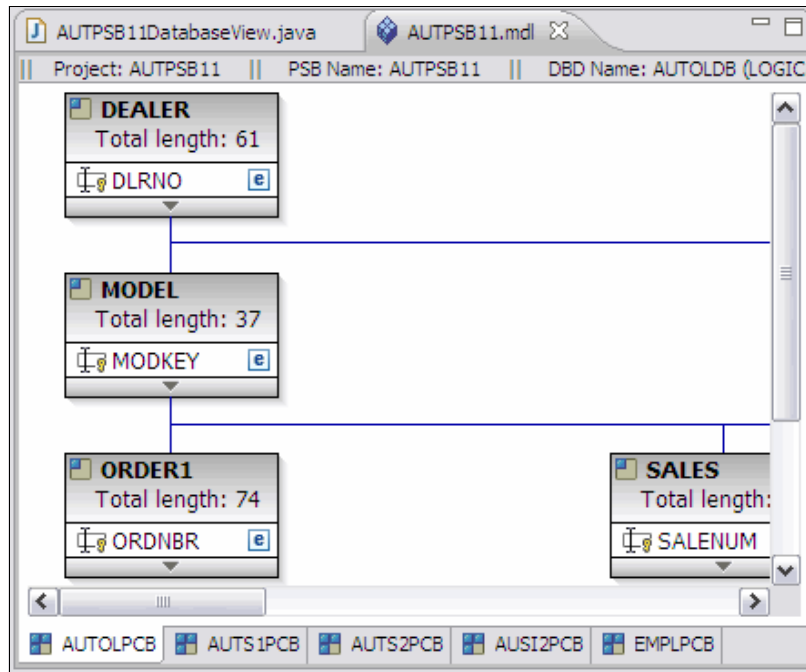 AUTPSB11DatabaseView.java AUTPSB11.mdl
|| Project: AUTPSB11 || PSB Name: AUTPSB11 || DBD Name: AUTOLDB (LOGIC
DEALER
Total length: 61
DLRNO
MODEL
Total length: 37
MODKEY
ORDER1
Total length: 74
ORDNBR
SALES
Total length:
SALENUM
AUTOLPCB AUTS1PCB AUTS2PCB AUSI2PCB EMPLPCB